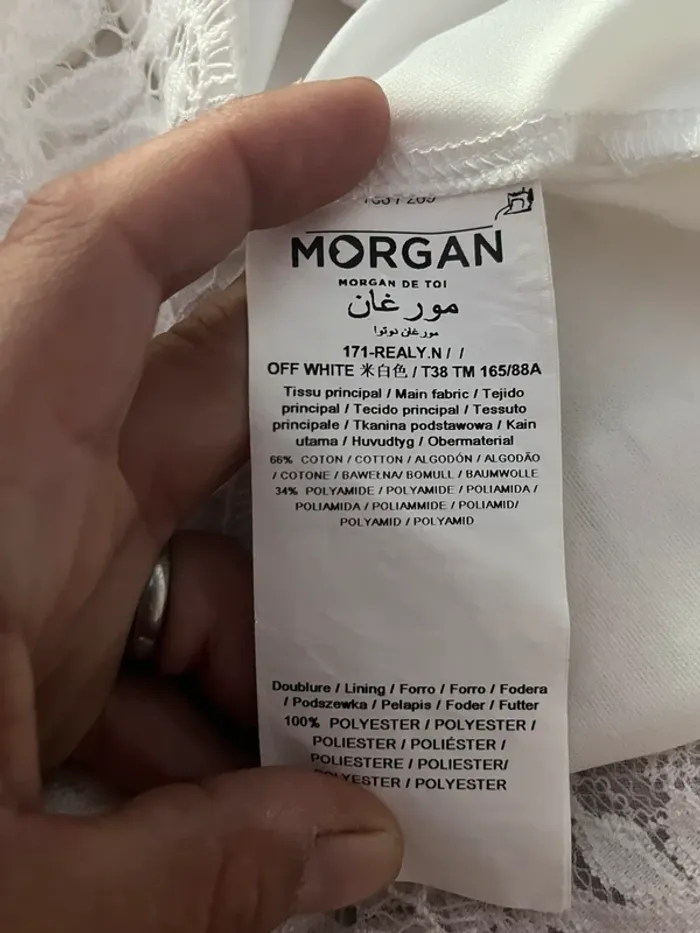 MORGAN
MORGAN DE TOI
مورغان
مورغان دوتوا
171-REALY.N / /
OFF WHITE 米白色 / T38 TM 165/88A
Tissu principal / Main fabric / Tejido
principal / Tecido principal / Tessuto
principale / Tkanina podstawowa / Kain
utama / Huvudtyg / Obermaterial
66% COTON / COTTON / ALGODÓN / ALGODÃO
/ COTONE / BAWEŁNA/ BOMULL / BAUMWOLLE
34% POLYAMIDE / POLYAMIDE / POLIAMIDA /
POLIAMIDA / POLIAMMIDE / POLIAMID/
POLYAMID / POLYAMID
Doublure / Lining / Forro / Forro / Fodera
/ Podszewka / Pelapis / Foder / Futter
100% POLYESTER / POLYESTER /
POLIESTER / POLIÉSTER /
POLIESTERE / POLIESTER/
POLYESTER / POLYESTER